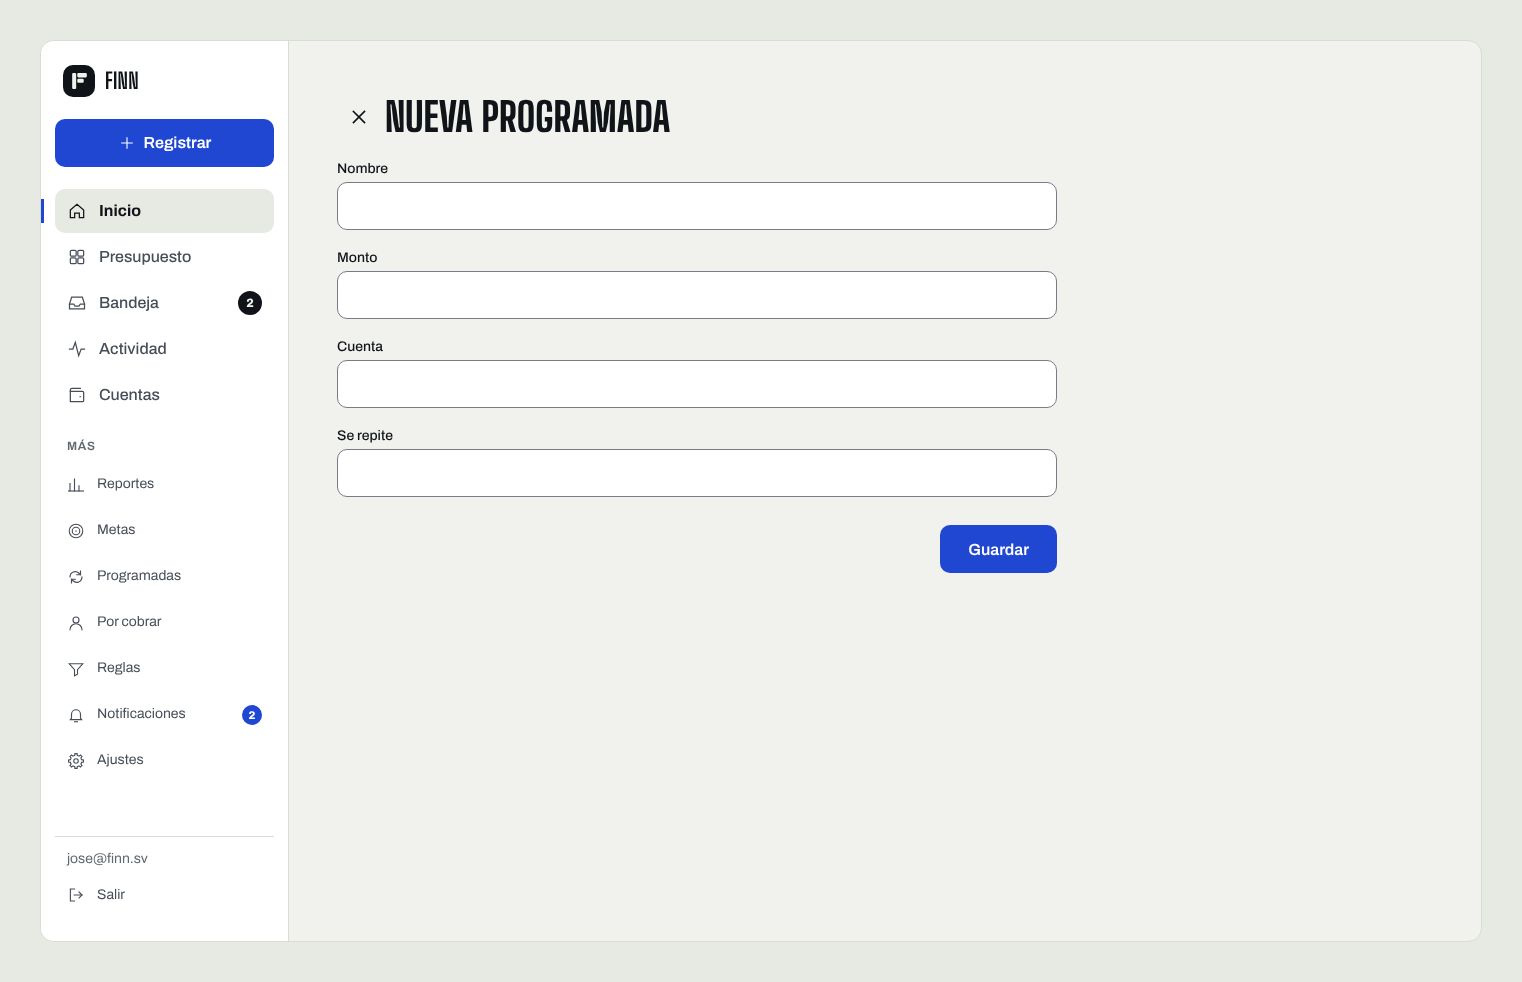 FINN
Registrar
Inicio
Presupuesto
Bandeja 2
Actividad
Cuentas
MÁS
Reportes
Metas
Programadas
Por cobrar
Reglas
Notificaciones 2
Ajustes
jose@finn.sv
Salir
NUEVA PROGRAMADA
Nombre
Monto
Cuenta
Se repite
Guardar